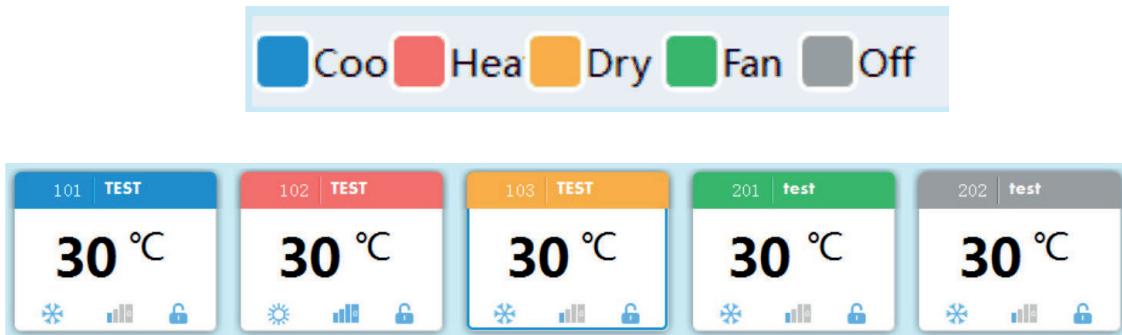 Coo Hea Dry Fan Off
101 TEST 102 TEST 103 TEST 201 test 202 test
30 °C 30 °C 30 °C 30 °C 30 °C